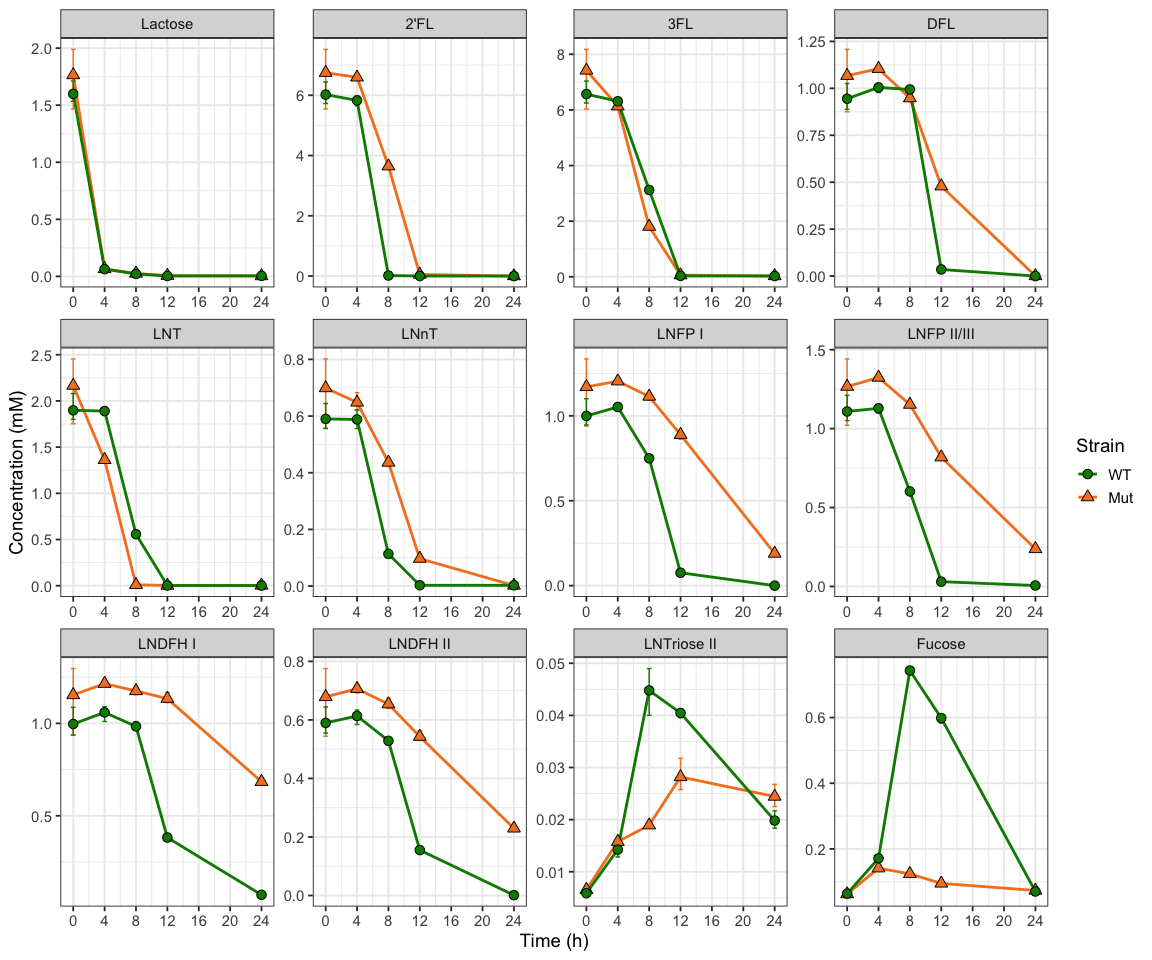 Lactose 2'FL 3FL DFL
2.0 1.5 1.0 0.5 0.0
6 4 2 0
8 6 4 2 0
1.25 1.00 0.75 0.50 0.25 0.00
0 4 8 12 16 20 24 0 4 8 12 16 20 24 0 4 8 12 16 20 24 0 4 8 12 16 20 24
LNT LNnT LNFP I LNFP II/III
2.5 2.0 1.5 1.0 0.5 0.0
0.8 0.6 0.4 0.2 0.0
1.0 0.5 0.0
1.5 1.0 0.5 0.0
0 4 8 12 16 20 24 0 4 8 12 16 20 24 0 4 8 12 16 20 24 0 4 8 12 16 20 24
Concentration (mM)
Strain
WT
Mut
LNDFH I LNDFH II LNTriose II Fucose
1.0 0.5
0.8 0.6 0.4 0.2 0.0
0.05 0.04 0.03 0.02 0.01
0.6 0.4 0.2
0 4 8 12 16 20 24 0 4 8 12 16 20 24 0 4 8 12 16 20 24 0 4 8 12 16 20 24
Time (h)